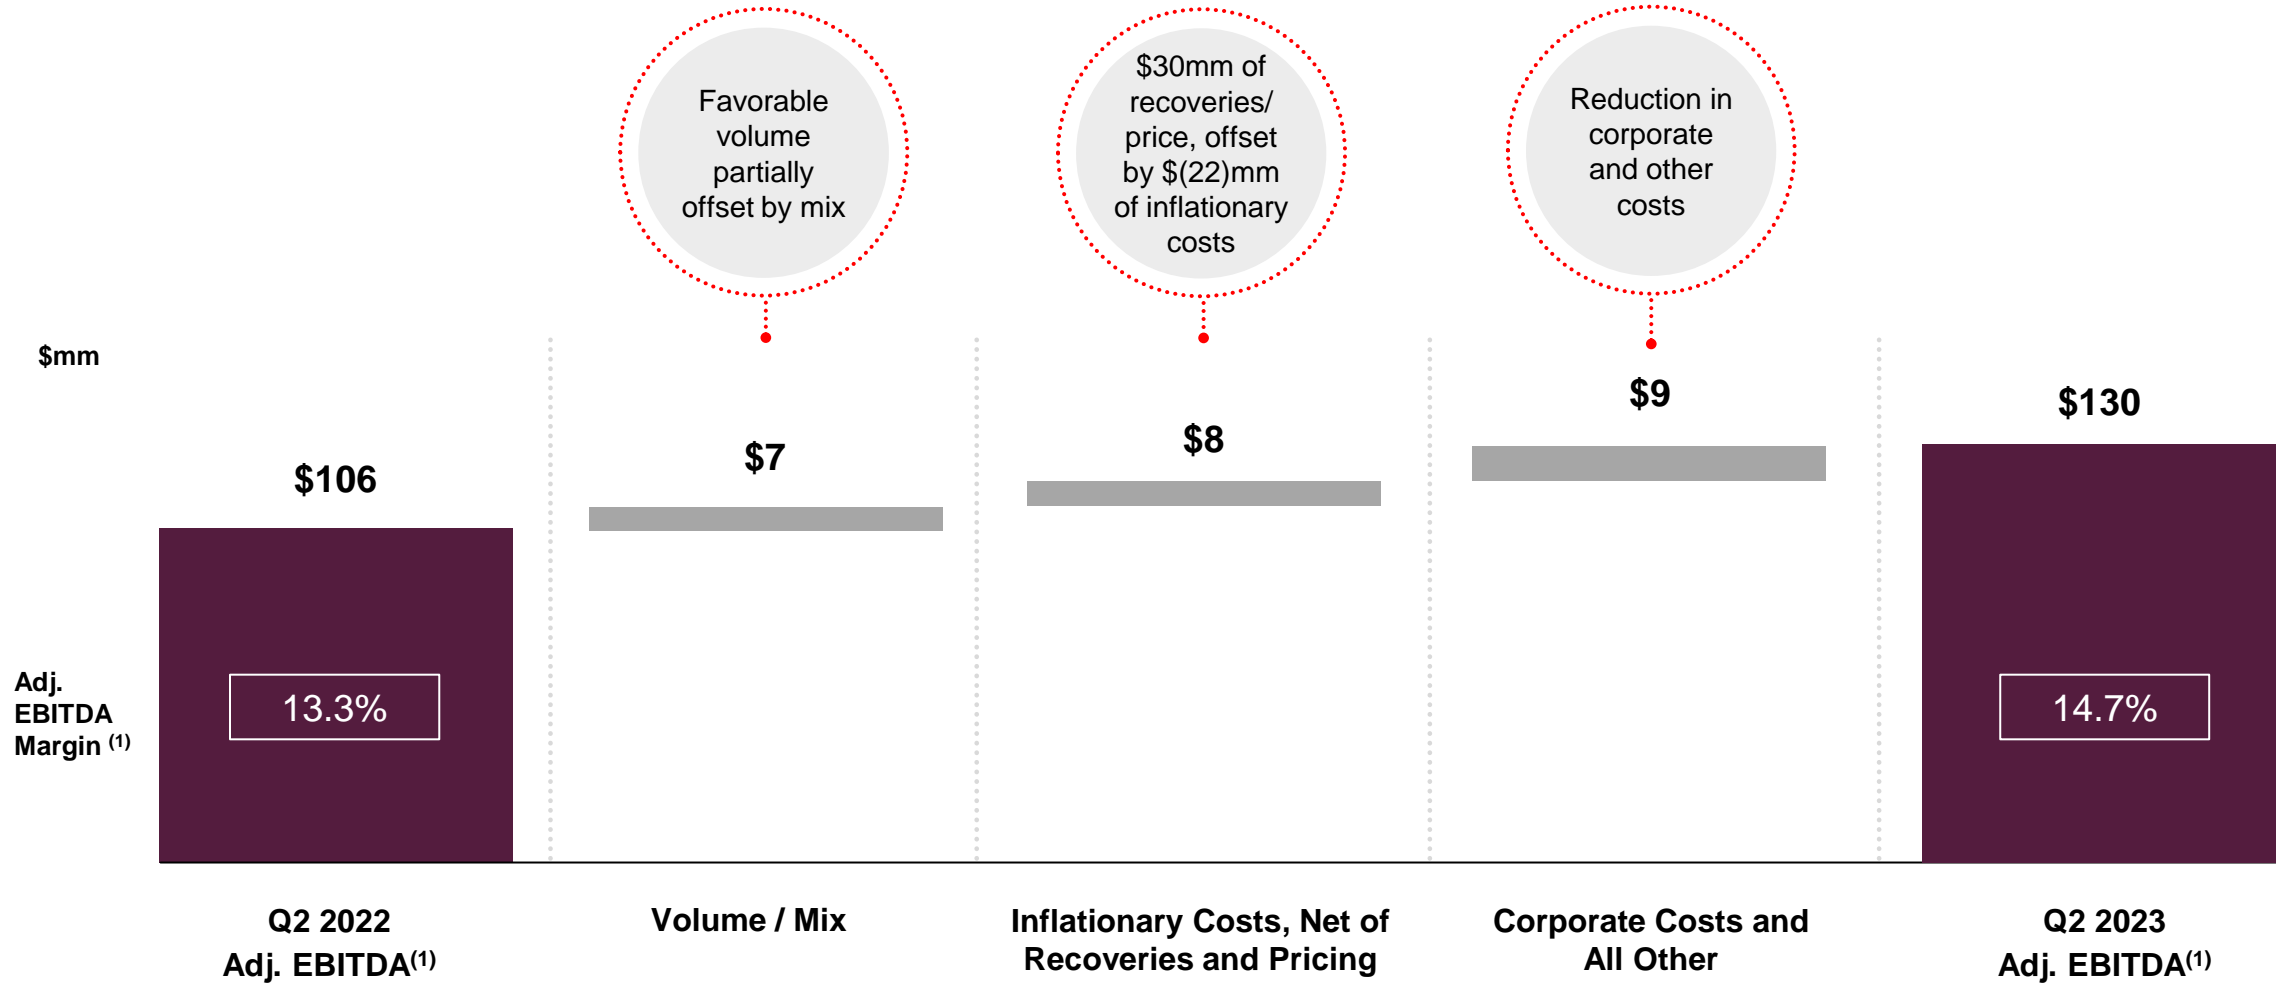 Favorable
volume
partially
offset by mix
$30mm of
recoveries/
price, offset
by $(22)mm
of inflationary
costs
Reduction in
corporate
and other
costs
$mm
$106
$7
$8
$9
$130
Adj.
EBITDA
Margin (1)
13.3%
14.7%
Q2 2022
Adj. EBITDA(1)
Volume / Mix
Inflationary Costs, Net of
Recoveries and Pricing
Corporate Costs and
All Other
Q2 2023
Adj. EBITDA(1)